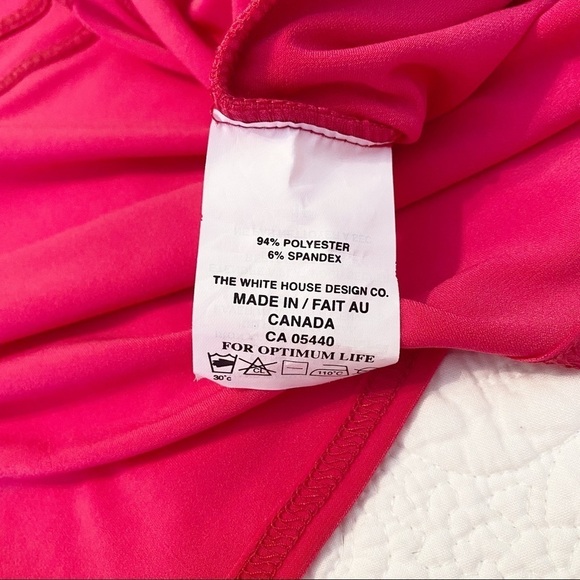 94% POLYESTER
6% SPANDEX
THE WHITE HOUSE DESIGN CO.
MADE IN / FAIT AU
CANADA
CA 05440
FOR OPTIMUM LIFE
30°c CL 110°C